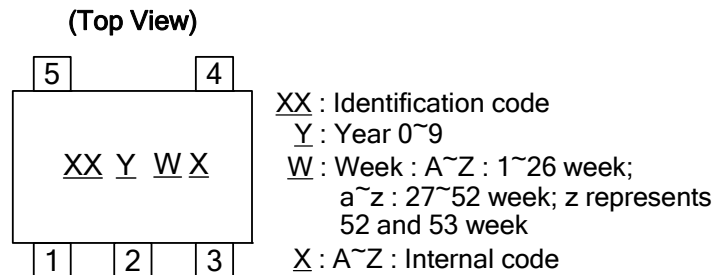 (Top View)
5 4
XX Y W X
1 2 3
XX : Identification code
Y : Year 0~9
W : Week : A~Z : 1~26 week;
a~z : 27~52 week; z represents
52 and 53 week
X : A~Z : Internal code